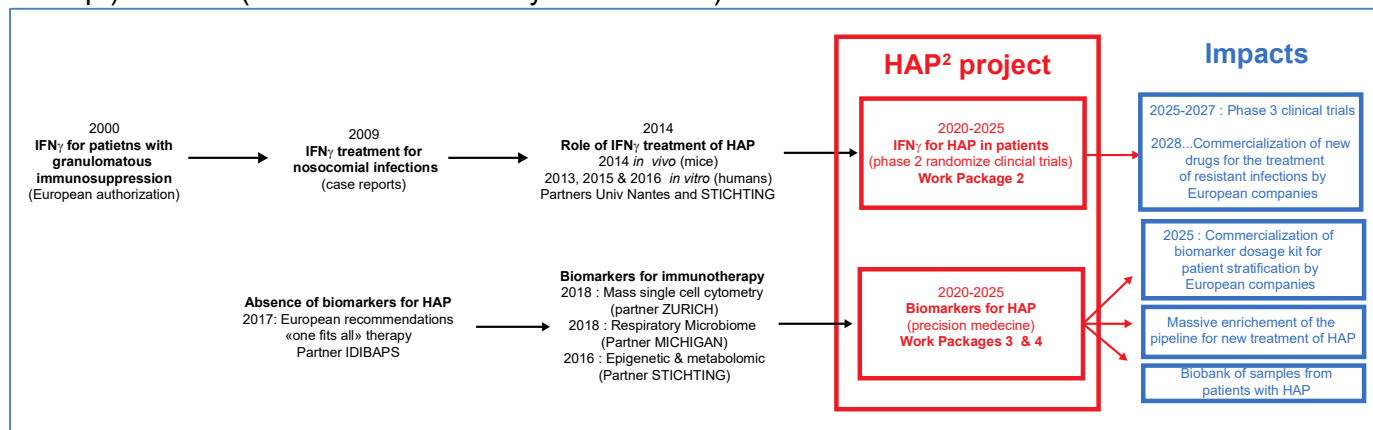 HAP² project
Impacts
2000
IFNγ for patietns with
granulomatous
immunosuppression
(European authorization)
2009
IFNγ treatment for
nosocomial infections
(case reports)
2014
Role of IFNγ treatment of HAP
2014 in vivo (mice)
2013, 2015 & 2016 in vitro (humans)
Partners Univ Nantes and STICHTING
2020-2025
IFNγ for HAP in patients
(phase 2 randomize clincial trials)
Work Package 2
2025-2027 : Phase 3 clinical trials
2028...Commercialization of new
drugs for the treatment
of resistant infections by
European companies
Absence of biomarkers for HAP
2017: European recommendations
«one fits all» therapy
Partner IDIBAPS
Biomarkers for immunotherapy
2018 : Mass single cell cytometry
(partner ZURICH)
2018 : Respiratory Microbiome
(Partner MICHIGAN)
2016 : Epigenetic & metabolomic
(Partner STICHTING)
2020-2025
Biomarkers for HAP
(precision medecine)
Work Packages 3 & 4
2025 : Commercialization of
biomarker dosage kit for
patient stratification by
European companies
Massive enrichement of the
pipeline for new treatment of HAP
Biobank of samples from
patients with HAP